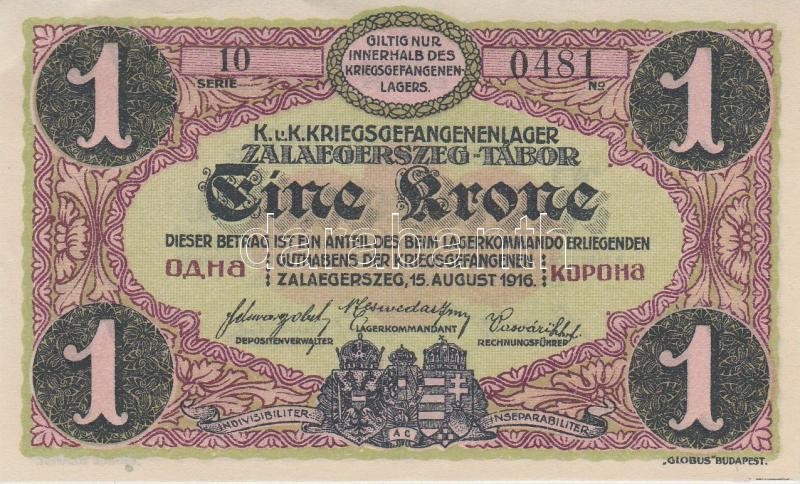 1
10
SERIE
GILTIG NUR
INNERHALB DES
KRIEGSGEFANGENEN-
LAGERS.
0481
No
1
K.u.K.KRIEGSGEFANGENENLAGER
ZALAEGERSZEG-TÁBOR
Eine Krone
darabanth
DIESER BETRAG IST EIN ANTEIL DES BEIM LAGERKOMMANDO ERLIEGENDEN
GUTHABENS DER KRIEGSGEFANGENEN
ОДНА
КОРОНА
ZALAEGERSZEG, 15. AUGUST 1916.
DEPOSITENVERWALTER
LAGERKOMMANDANT
RECHNUNGSFÜHRER
1
INDIVISIBILITER
AC
INSEPARABILITER
1
„GLOBUS" BUDAPEST.